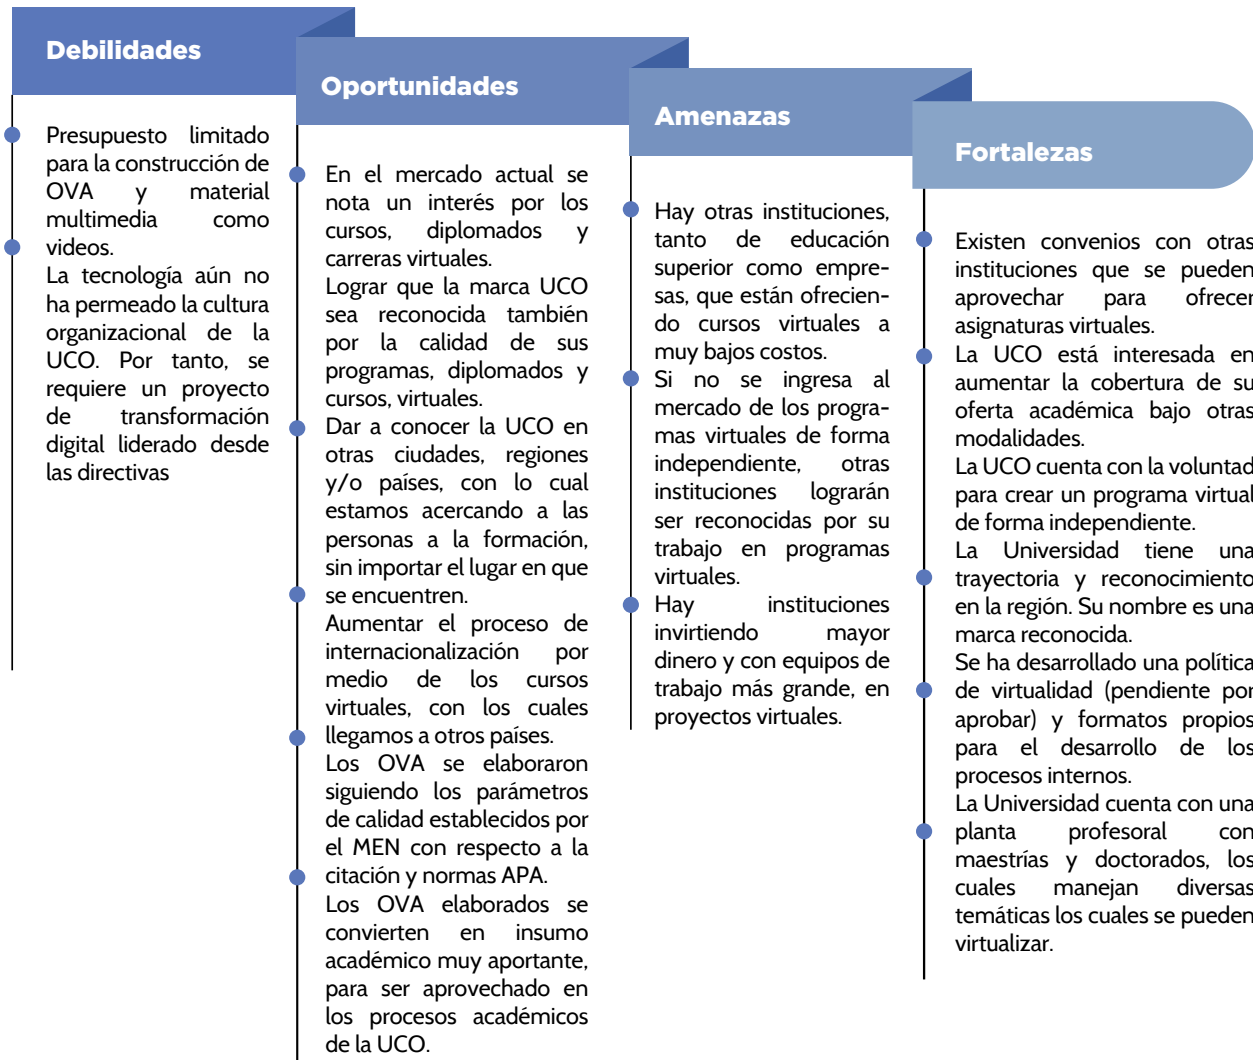 Debilidades
Presupuesto limitado
para la construcción de
OVA y material
multimedia como
videos.
La tecnología aún no
ha permeado la cultura
organizacional de la
UCO. Por tanto, se
requiere un proyecto
de transformación
digital liderado desde
las directivas
Oportunidades
En el mercado actual se
nota un interés por los
cursos, diplomados y
carreras virtuales.
Lograr que la marca UCO
sea reconocida también
por la calidad de sus
programas, diplomados y
cursos, virtuales.
Dar a conocer la UCO en
otras ciudades, regiones
y/o países, con lo cual
estamos acercando a las
personas a la formación,
sin importar el lugar en que
se encuentren.
Aumentar el proceso de
internacionalización por
medio de los cursos
virtuales, con los cuales
llegamos a otros países.
Los OVA se elaboraron
siguiendo los parámetros
de calidad establecidos por
el MEN con respecto a la
citación y normas APA.
Los OVA elaborados se
convierten en insumo
académico muy aportante,
para ser aprovechado en
los procesos académicos
de la UCO.
Amenazas
Hay otras instituciones,
tanto de educación
superior como empre-
sas, que están ofrecien-
do cursos virtuales a
muy bajos costos.
Si no se ingresa al
mercado de los progra-
mas virtuales de forma
independiente, otras
instituciones lograrán
ser reconocidas por su
trabajo en programas
virtuales.
Hay instituciones
invirtiendo mayor
dinero y con equipos de
trabajo más grande, en
proyectos virtuales.
Fortalezas
Existen convenios con otras
instituciones que se pueden
aprovechar para ofrecer
asignaturas virtuales.
La UCO está interesada en
aumentar la cobertura de su
oferta académica bajo otras
modalidades.
La UCO cuenta con la voluntad
para crear un programa virtual
de forma independiente.
La Universidad tiene una
trayectoria y reconocimiento
en la región. Su nombre es una
marca reconocida.
Se ha desarrollado una política
de virtualidad (pendiente por
aprobar) y formatos propios
para el desarrollo de los
procesos internos.
La Universidad cuenta con una
planta profesoral con
maestrías y doctorados, los
cuales manejan diversas
temáticas los cuales se pueden
virtualizar.